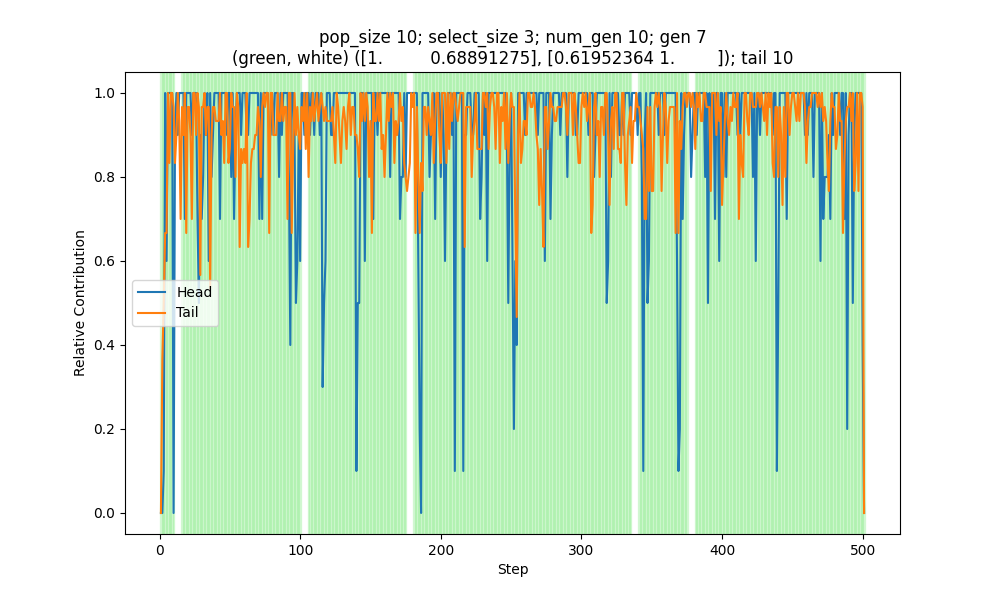 pop_size 10; select_size 3; num_gen 10; gen 7
(green, white) ([1. 0.68891275], [0.61952364 1. ]); tail 10
1.0
0.8
0.6
0.4
0.2
0.0
Relative Contribution
Head
Tail
0 100 200 300 400 500
Step